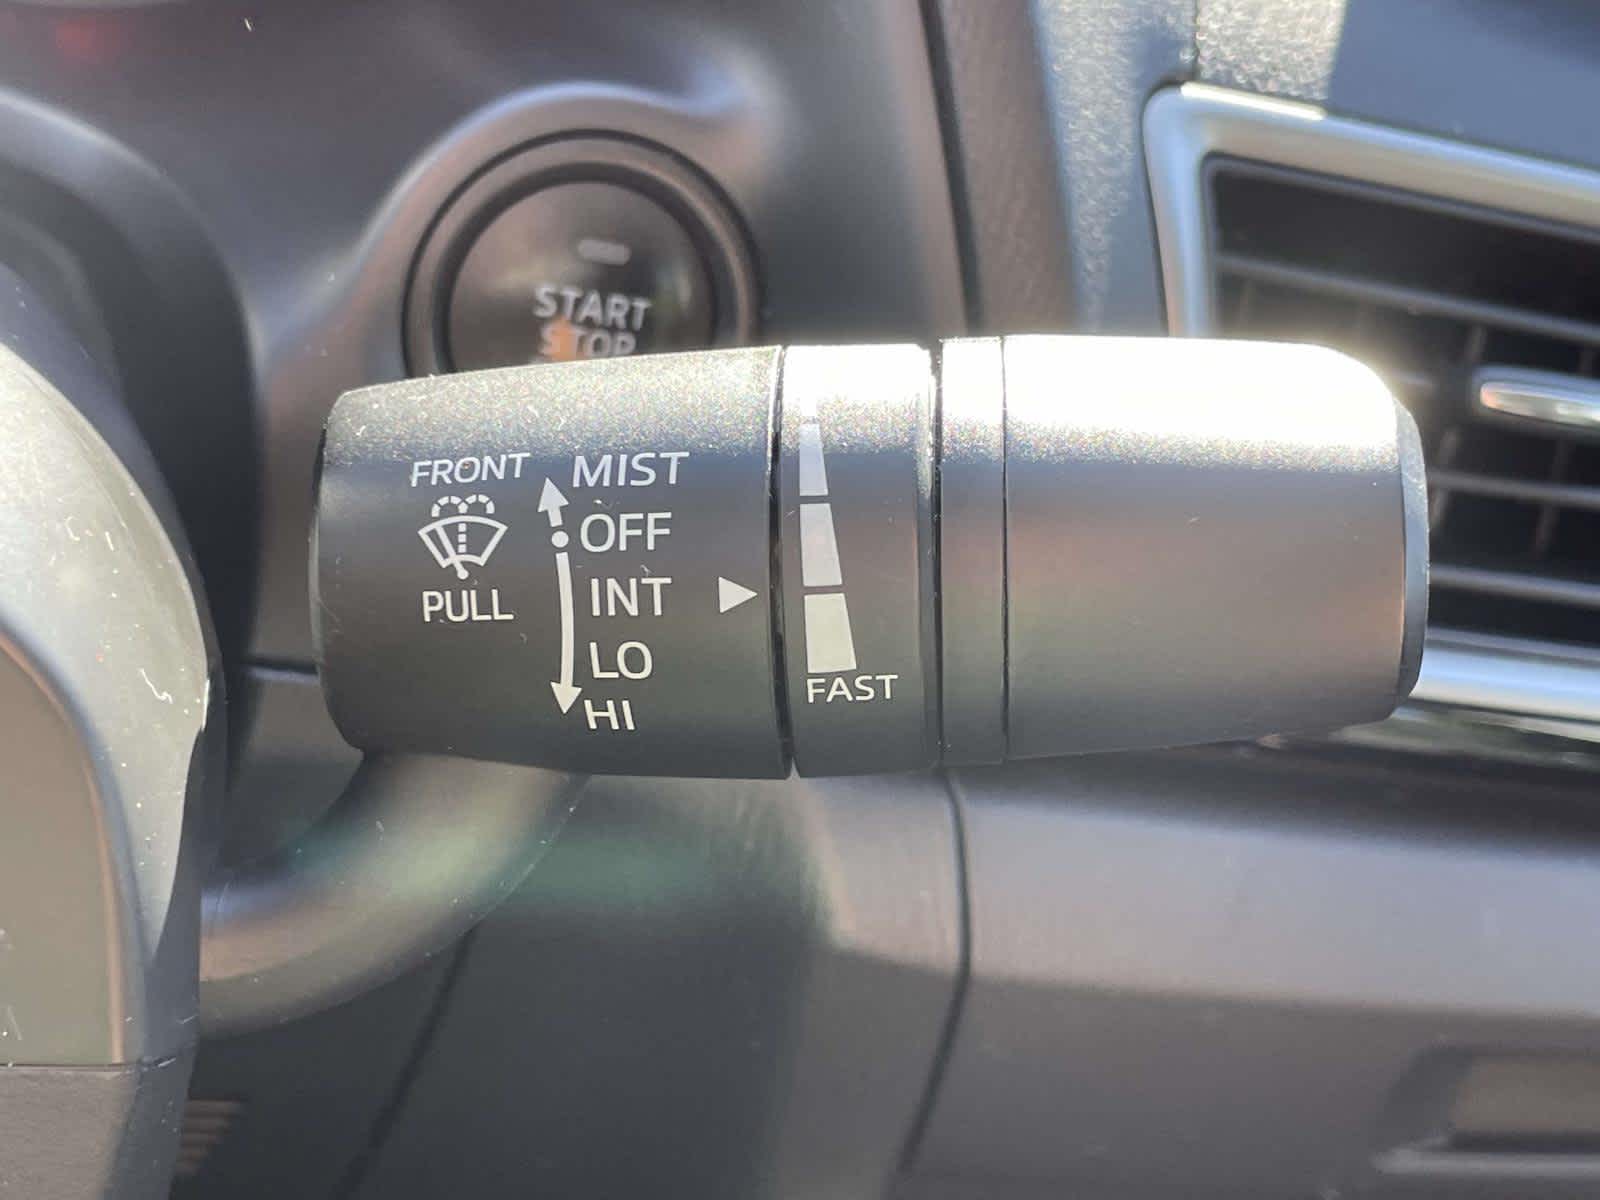 START
STOP
FRONT
MIST
OFF
INT
PULL
LO
HI
FAST